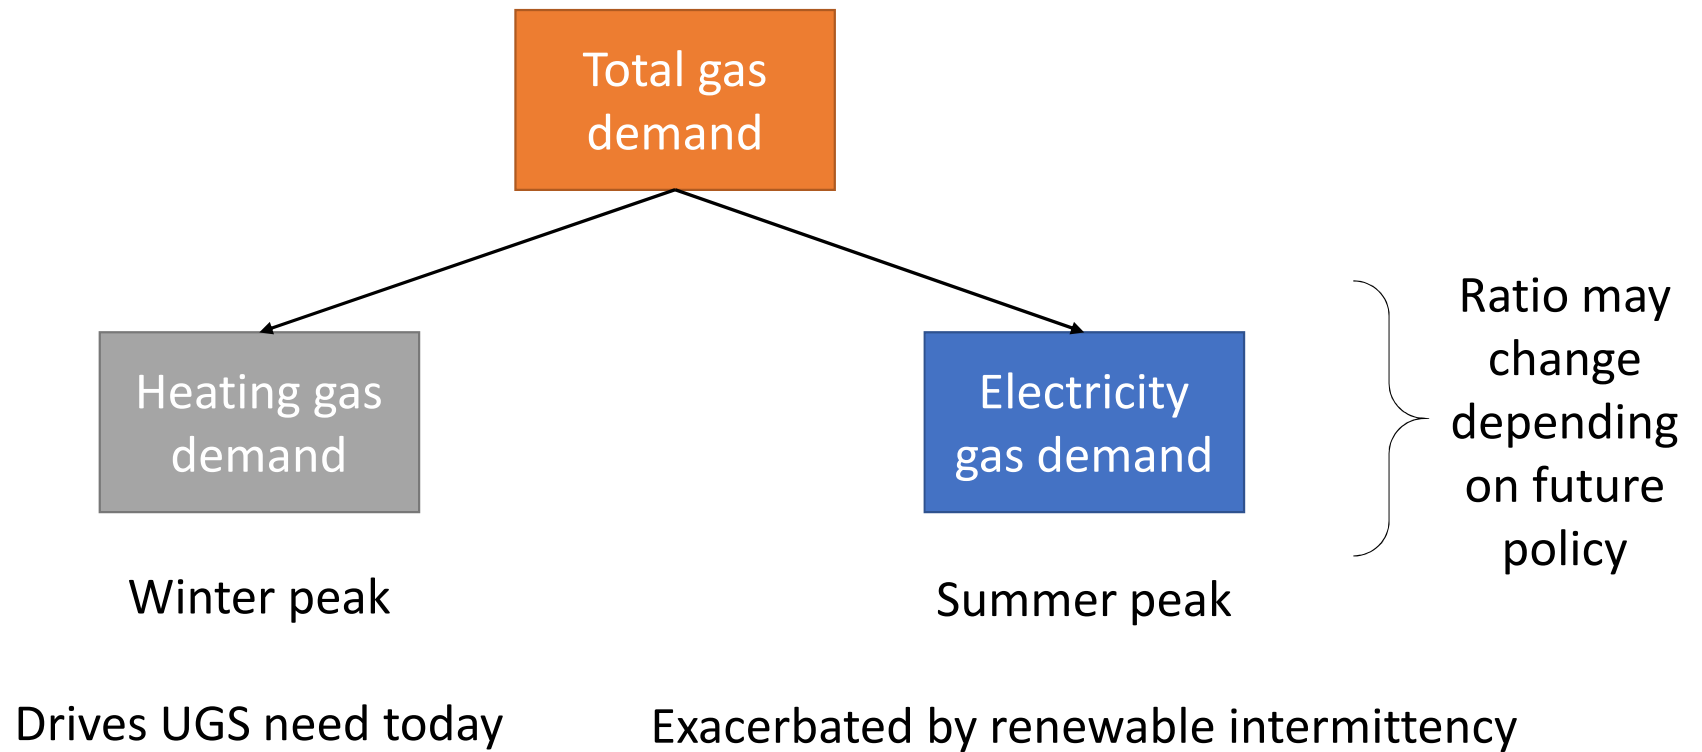 Total gas
demand
Heating gas
demand
Electricity
gas demand
Ratio may
change
depending
on future
policy
Winter peak
Summer peak
Drives UGS need today
Exacerbated by renewable intermittency